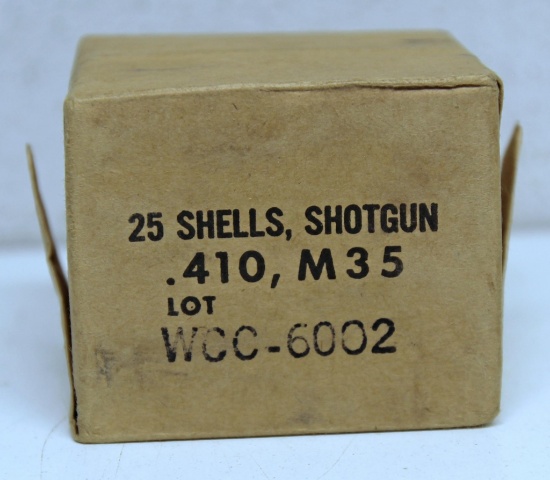 25 SHELLS, SHOTGUN
.410, M35
LOT
WCC-6002